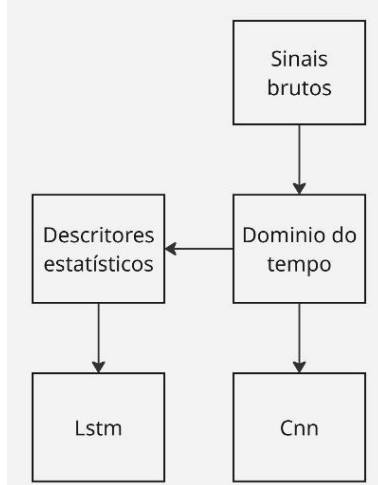 Sinais
brutos
Descritores
estatísticos
Dominio do
tempo
Lstm
Cnn